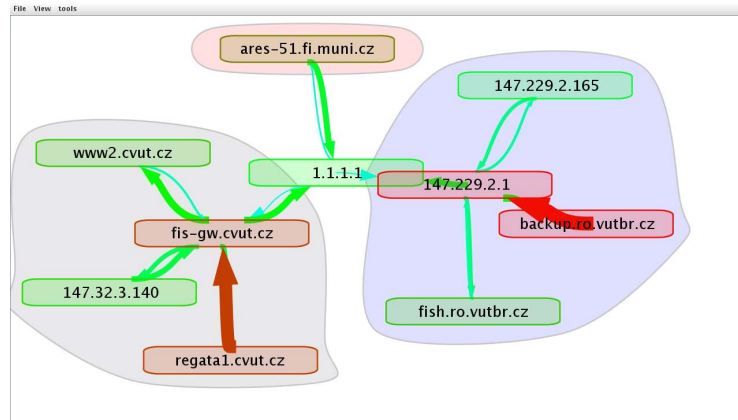 File View tools
ares-51.fi.muni.cz
147.229.2.165
www2.cvut.cz
1.1.1.1
147.229.2.1
fis-gw.cvut.cz
backup.ro.vutbr.cz
147.32.3.140
fish.ro.vutbr.cz
regata1.cvut.cz